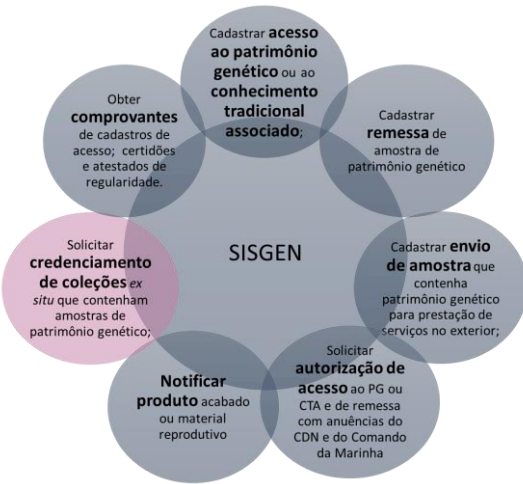 Cadastrar acesso
ao patrimônio
genético ou ao
conhecimento
tradicional
associado;
Cadastrar
remessa de
amostra de
patrimônio genético
Cadastrar envio
de amostra que
contenha
patrimônio genético
para prestação de
serviços no exterior;
Solicitar
autorização de
acesso ao PG ou
CTA e de remessa
com anuências do
CDN e do Comando
da Marinha
Notificar
produto acabado
ou material
reprodutivo
Solicitar
credenciamento
de coleções ex
situ que contenham
amostras de
patrimônio genético;
Obter
comprovantes
de cadastros de
acesso; certidões
e atestados de
regularidade.
SISGEN